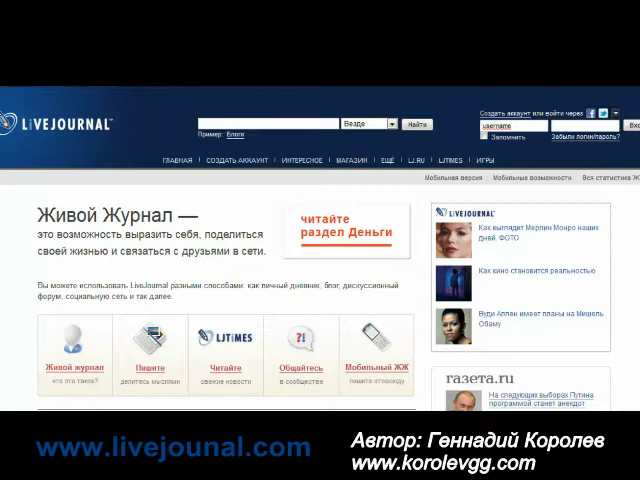 LiVEJOURNAL™
Везде
Найти
Пример: Блоги
Создать аккаунт или войти через
username
Запомнить
Забыли логин/пароль?
ГЛАВНАЯ
СОЗДАТЬ АККАУНТ
ИНТЕРЕСНОЕ
МАГАЗИН
ЕЩЁ
LJ.RU
LJTIMES
ИГРЫ
Мобильная версия
Мобильные возможности
Вся статистика
Живой Журнал —
это возможность выразить себя, поделиться
своей жизнью и связаться с друзьями в сети.
читайте
раздел Деньги
Вы можете использовать LiveJournal разными способами: как личный дневник, блог, дискуссионный
форум, социальную сеть и так далее.
Живой журнал
что это такое?
Пишите
делитесь мыслями
LJTiMES
Читайте
свежие новости
?!
Общайтесь
в сообществе
Мобильный ЖЖ
пишите отовсюду
LiVEJOURNAL
Как выглядит Мерлин Монро наших
дней. ФОТО
Как кино становится реальностью
Вуди Аллен имеет планы на Мишель
Обаму
газета.ru
На следующих выборах Путина
программой станет анекдот
www.livejounal.com
Автор: Геннадий Королев
www.korolevgg.com